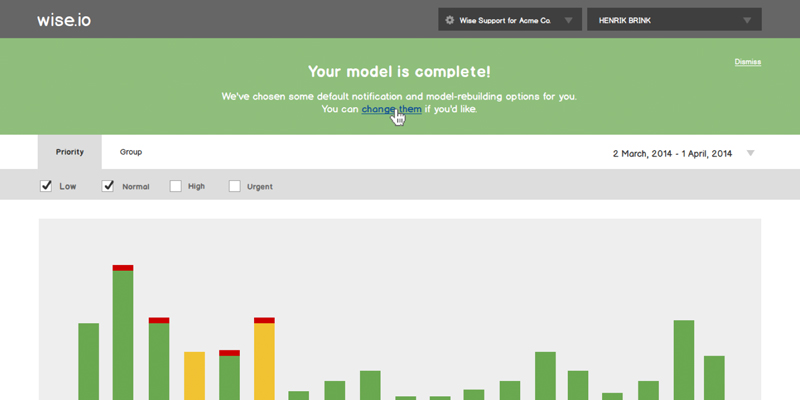 wise.io
Wise Support for Acme Co.
HENRIK BRINK
Dismiss
Your model is complete!
We've chosen some default notification and model-rebuilding options for you.
You can change them if you'd like.
Priority
Group
2 March, 2014 - 1 April, 2014
Low
Normal
High
Urgent